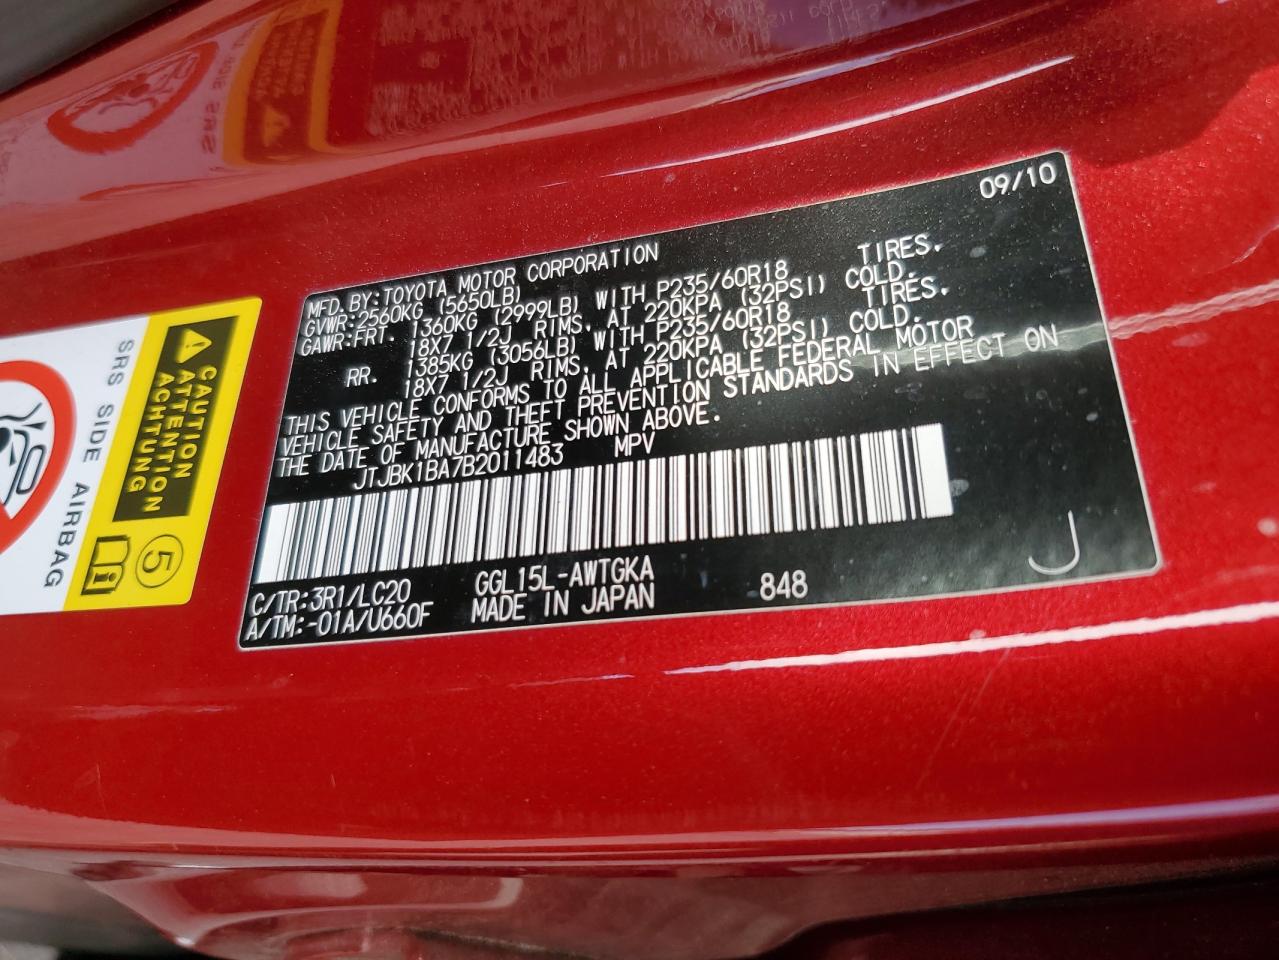 09/10
MFD.BY:TOYOTA MOTOR CORPORATION
GVWR:2560KG (5650LB)
GAWR:FRT. 1360KG (2999LB) WITH P235/60R18 TIRES,
18X7 1/2J RIMS, AT 220KPA (32PSI) COLD.
RR. 1385KG (3056LB) WITH P235/60R18 TIRES,
18X7 1/2J RIMS, AT 220KPA (32PSI) COLD.
THIS VEHICLE CONFORMS TO ALL APPLICABLE FEDERAL MOTOR
VEHICLE SAFETY AND THEFT PREVENTION STANDARDS IN EFFECT ON
THE DATE OF MANUFACTURE SHOWN ABOVE.
JTJBK1BA7B2011483 MPV
C/TR:3R1/LC20 GGL15L-AWTGKA 848
A/TM:-01A/U660F MADE IN JAPAN
J
CAUTION
ATTENTION
ACHTUNG
5
SRS SIDE AIRBAG